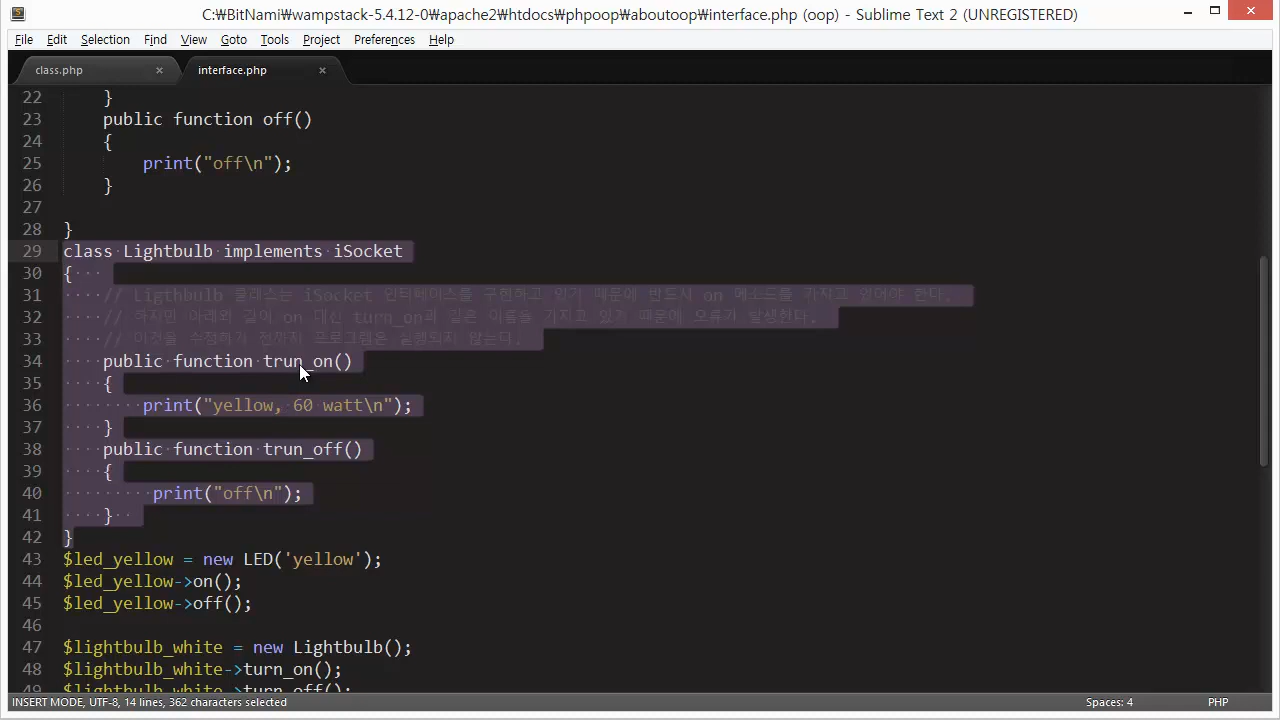 C:₩BitNami₩wampstack-5.4.12-0₩apache2₩htdocs₩phpoop₩aboutoop₩interface.php (oop) - Sublime Text 2 (UNREGISTERED)
File Edit Selection Find View Goto Tools Project Preferences Help
class.php × interface.php ×
22 }
23 public function off()
24 {
25 print("off\n");
26 }
27
28 }
29 class Lightbulb implements iSocket
30 {
31 // Ligthbulb 클래스는 iSocket 인터페이스를 구현하고 있기 때문에 반드시 on 메소드를 가지고 있어야 한다.
32 // 하지만 아래와 같이 on 대신 turn_on과 같은 이름을 가지고 있기 때문에 오류가 발생한다.
33 // 이것을 수정하기 전까지 프로그램은 실행되지 않는다.
34 public function trun_on()
35 {
36 print("yellow, 60 watt\n");
37 }
38 public function trun_off()
39 {
40 print("off\n");
41 }
42 }
43 $led_yellow = new LED('yellow');
44 $led_yellow->on();
45 $led_yellow->off();
46
47 $lightbulb_white = new Lightbulb();
48 $lightbulb_white->turn_on();
49 $lightbulb_white->turn_off();
INSERT MODE, UTF-8, 14 lines, 362 characters selected Spaces: 4 PHP